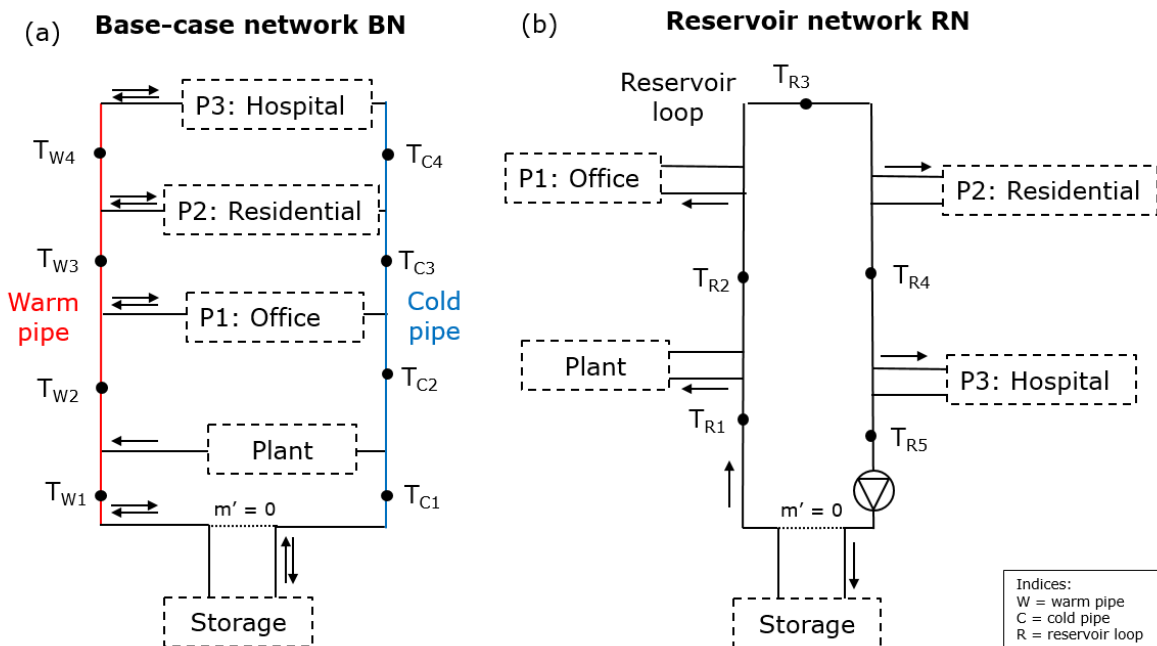 (a) Base-case network BN
P3: Hospital
T_W4
T_C4
P2: Residential
T_W3
T_C3
Warm
pipe
P1: Office
Cold
pipe
T_W2
T_C2
Plant
T_W1
T_C1
m' = 0
Storage
(b) Reservoir network RN
T_R3
Reservoir
loop
P1: Office
P2: Residential
T_R2
T_R4
Plant
P3: Hospital
T_R1
T_R5
m' = 0
Storage
Indices:
W = warm pipe
C = cold pipe
R = reservoir loop